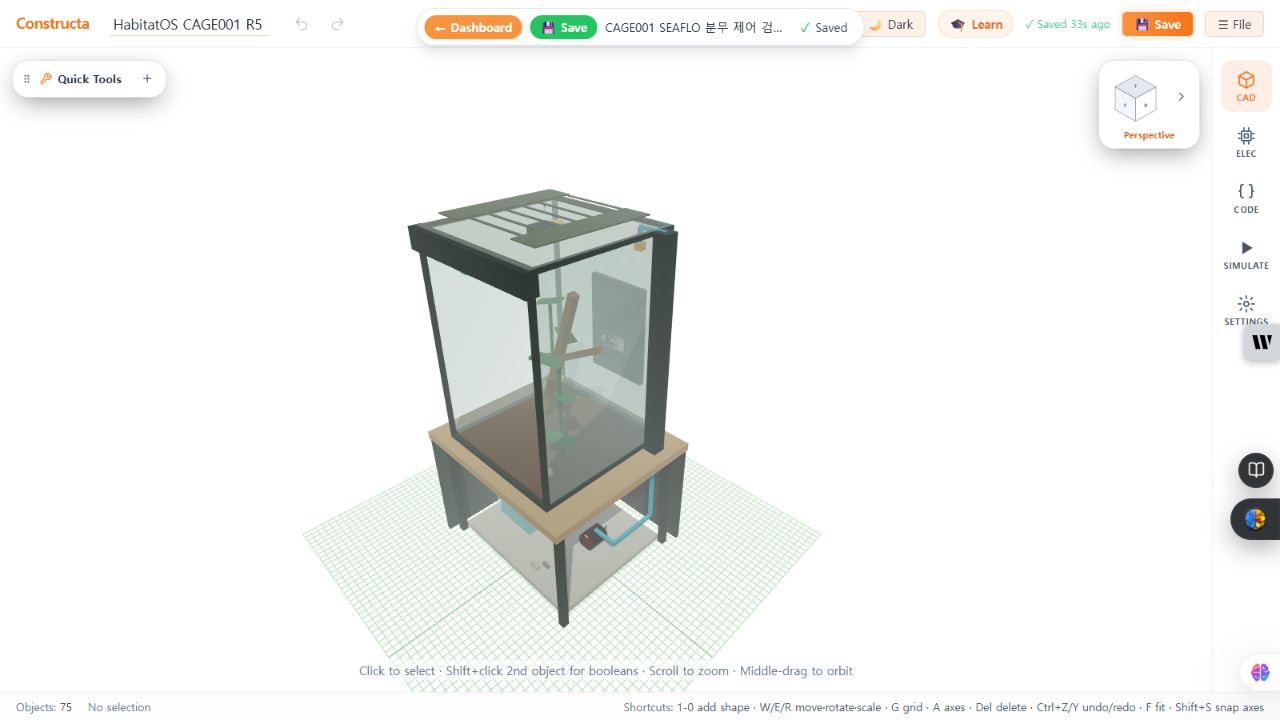 Constructa
HabitatOS CAGE001 R5
← Dashboard
💾 Save
CAGE001 SEAFLO 분무 제어 검...
✓ Saved
🌙 Dark
🎓 Learn
✓ Saved 33s ago
💾 Save
☰ File
Quick Tools
+
Perspective
CAD
ELEC
CODE
SIMULATE
SETTINGS
Click to select · Shift+click 2nd object for booleans · Scroll to zoom · Middle-drag to orbit
Objects: 75
No selection
Shortcuts: 1-0 add shape · W/E/R move·rotate·scale · G grid · A axes · Del delete · Ctrl+Z/Y undo/redo · F fit · Shift+S snap axes